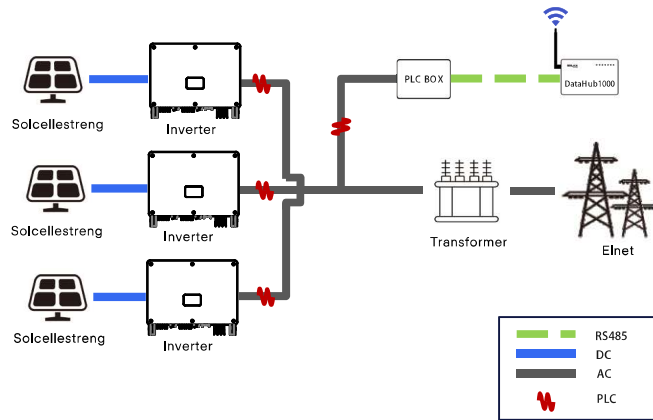 PLC BOX
DataHub1000
Solcellestreng
Inverter
Solcellestreng
Inverter
Transformer
Elnet
Solcellestreng
Inverter
RS485
DC
AC
PLC